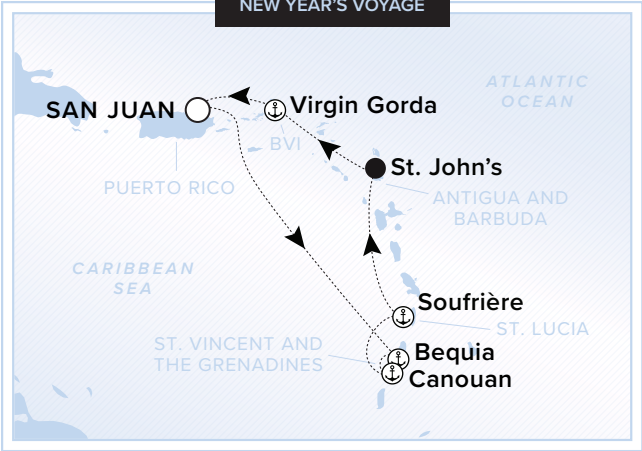 NEW YEAR'S VOYAGE
ATLANTIC
OCEAN
SAN JUAN
Virgin Gorda
BVI
St. John's
PUERTO RICO
ANTIGUA AND
BARBUDA
CARIBBEAN
SEA
Soufrière
ST. LUCIA
ST. VINCENT AND
THE GRENADINES
Bequia
Canouan